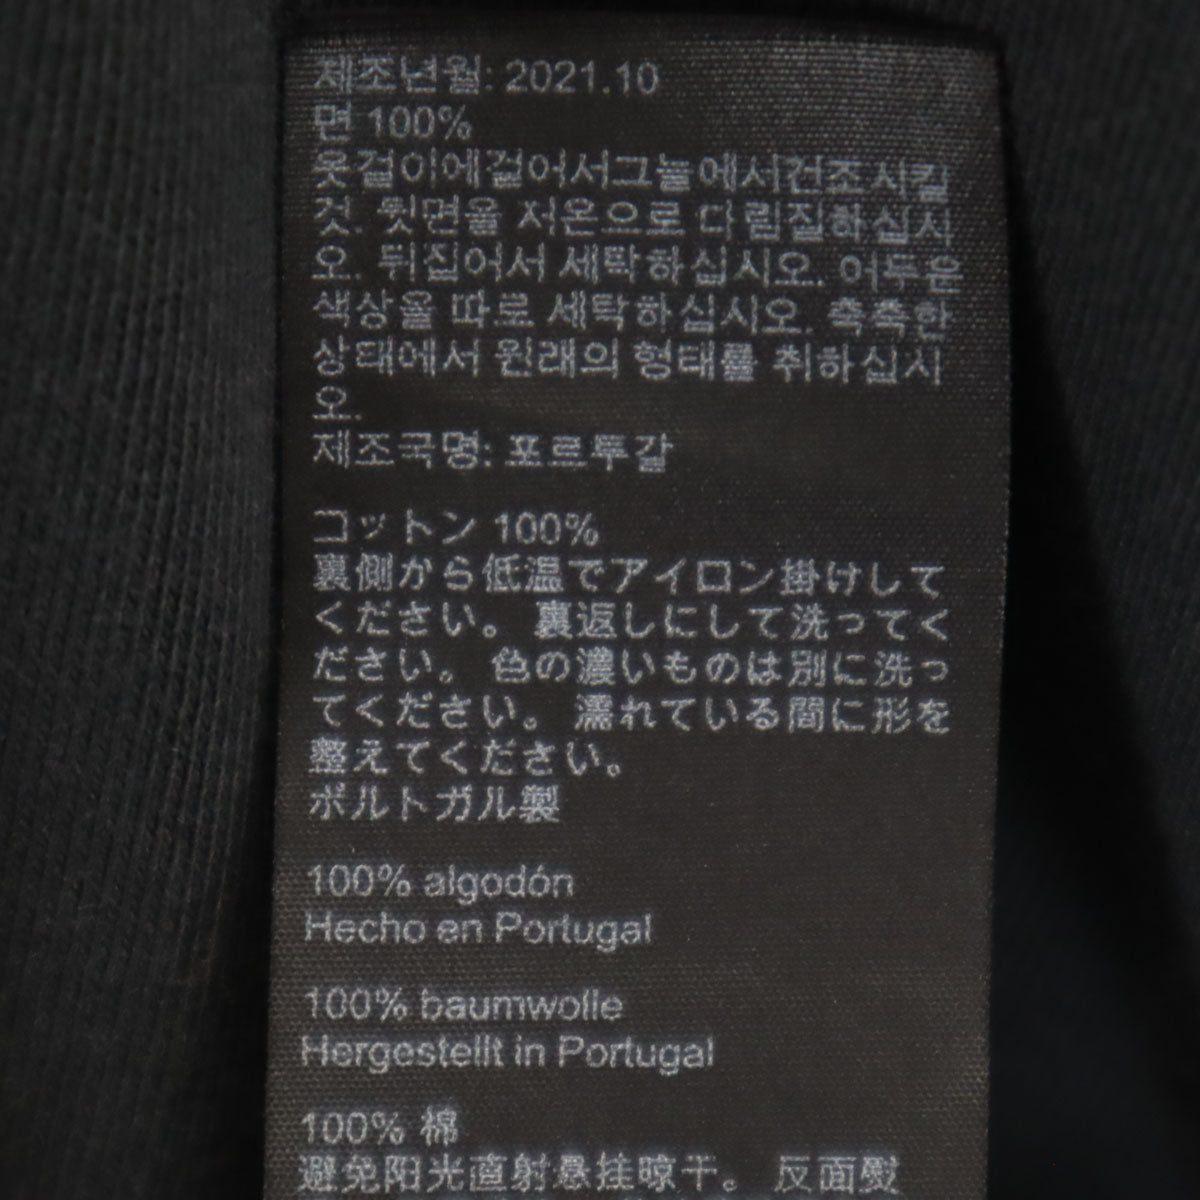 제조년월: 2021.10
면 100%
옷걸이에걸어서그늘에서건조시킬
것. 뒷면을 저온으로 다림질하십시
오. 뒤집어서 세탁하십시오. 어두운
색상을 따로 세탁하십시오. 축축한
상태에서 원래의 형태를 취하십시
오.
제조국명: 포르투갈
コットン 100%
裏側から低温でアイロン掛けして
ください。 裏返しにして洗ってく
ださい。 色の濃いものは別に洗っ
てください。 濡れている間に形を
整えてください。
ポルトガル製
100% algodón
Hecho en Portugal
100% baumwolle
Hergestellt in Portugal
100% 棉
避免阳光直射悬挂晾干。 反面熨